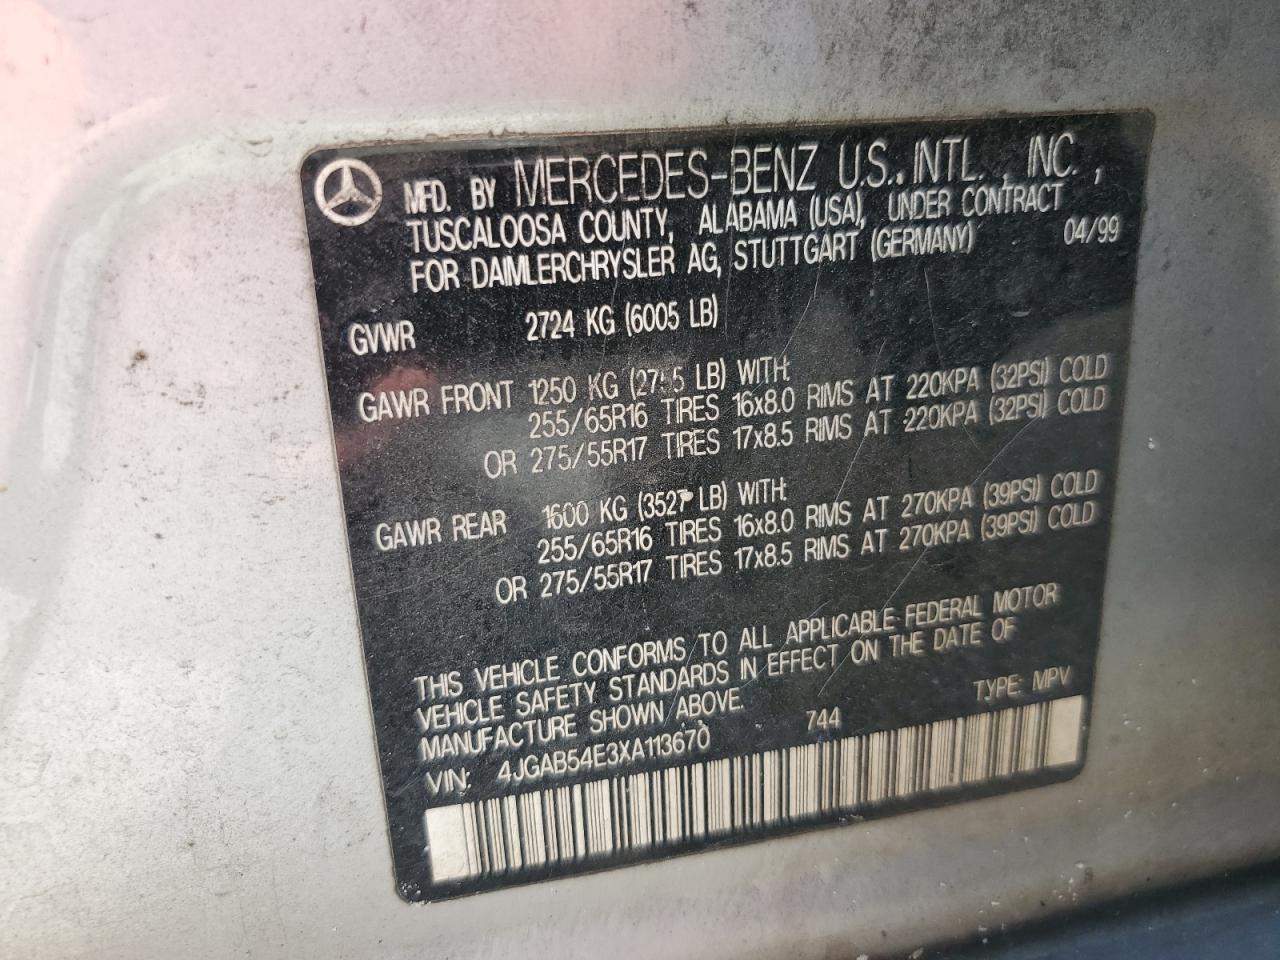 MFD. BY MERCEDES-BENZ U.S. INTL., INC.,
TUSCALOOSA COUNTY, ALABAMA (USA), UNDER CONTRACT
FOR DAIMLERCHRYSLER AG, STUTTGART (GERMANY) 04/99
GVWR 2724 KG (6005 LB)
GAWR FRONT 1250 KG LB) WITH:
255/65R16 TIRES 16x8.0 RIMS AT 220KPA (32PSI) COLD
OR 275/55R17 TIRES 17x8.5 RIMS AT 220KPA (32PSI) COLD
GAWR REAR 1600 KG (3527 LB) WITH:
255/65R16 TIRES 16x8.0 RIMS AT 270KPA (39PSI) COLD
OR 275/55R17 TIRES 17x8.5 RIMS AT 270KPA (39PSI) COLD
THIS VEHICLE CONFORMS TO ALL APPLICABLE FEDERAL MOTOR
VEHICLE SAFETY STANDARDS IN EFFECT ON THE DATE OF
MANUFACTURE SHOWN ABOVE.
VIN: 4JGAB54E3XA113670 744 TYPE: MPV